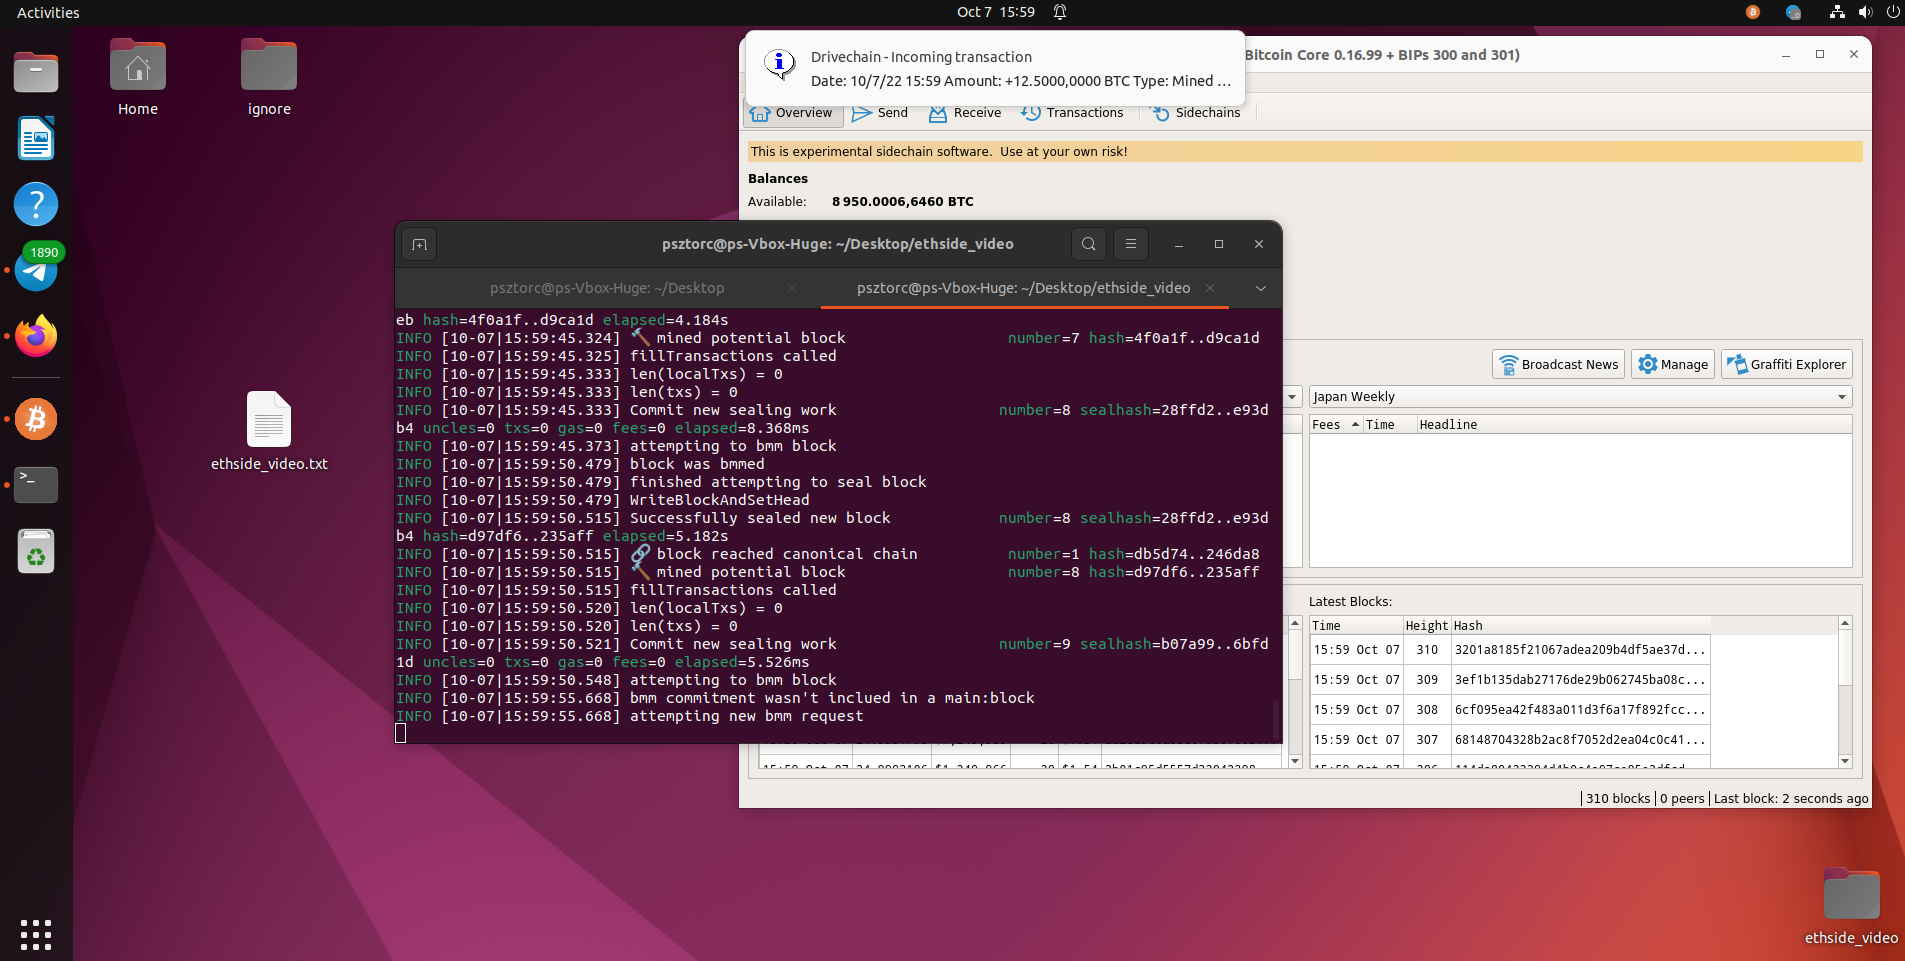 Activities
Oct 7 15:59
Home
ignore
Drivechain - Incoming transaction
Date: 10/7/22 15:59 Amount: +12.5000,0000 BTC Type: Mined ...
Bitcoin Core 0.16.99 + BIPs 300 and 301)
Overview
Send
Receive
Transactions
Sidechains
This is experimental sidechain software. Use at your own risk!
Balances
Available: 8 950.0006,6460 BTC
1890
ethside_video.txt
psztorc@ps-Vbox-Huge: ~/Desktop/ethside_video
psztorc@ps-Vbox-Huge: ~/Desktop
psztorc@ps-Vbox-Huge: ~/Desktop/ethside_video
eb hash=4f0a1f..d9ca1d elapsed=4.184s
INFO [10-07|15:59:45.324] 🔨 mined potential block number=7 hash=4f0a1f..d9ca1d
INFO [10-07|15:59:45.325] fillTransactions called
INFO [10-07|15:59:45.333] len(localTxs) = 0
INFO [10-07|15:59:45.333] len(txs) = 0
INFO [10-07|15:59:45.333] Commit new sealing work number=8 sealhash=28ffd2..e93d
b4 uncles=0 txs=0 gas=0 fees=0 elapsed=8.368ms
INFO [10-07|15:59:45.373] attempting to bmm block
INFO [10-07|15:59:50.479] block was bmmed
INFO [10-07|15:59:50.479] finished attempting to seal block
INFO [10-07|15:59:50.479] WriteBlockAndSetHead
INFO [10-07|15:59:50.515] Successfully sealed new block number=8 sealhash=28ffd2..e93d
b4 hash=d97df6..235aff elapsed=5.182s
INFO [10-07|15:59:50.515] 🔗 block reached canonical chain number=1 hash=db5d74..246da8
INFO [10-07|15:59:50.515] 🔨 mined potential block number=8 hash=d97df6..235aff
INFO [10-07|15:59:50.515] fillTransactions called
INFO [10-07|15:59:50.520] len(localTxs) = 0
INFO [10-07|15:59:50.520] len(txs) = 0
INFO [10-07|15:59:50.521] Commit new sealing work number=9 sealhash=b07a99..6bfd
1d uncles=0 txs=0 gas=0 fees=0 elapsed=5.526ms
INFO [10-07|15:59:50.548] attempting to bmm block
INFO [10-07|15:59:55.668] bmm commitment wasn't inclued in a main:block
INFO [10-07|15:59:55.668] attempting new bmm request
Broadcast News
Manage
Graffiti Explorer
Japan Weekly
Fees Time Headline
Latest Blocks:
Time Height Hash
15:59 Oct 07 310 3201a8185f21067adea209b4df5ae37d...
15:59 Oct 07 309 3ef1b135dab27176de29b062745ba08c...
15:59 Oct 07 308 6cf095ea42f483a011d3f6a17f892fcc...
15:59 Oct 07 307 68148704328b2ac8f7052d2ea04c0c41...
310 blocks
0 peers
Last block: 2 seconds ago
ethside_video